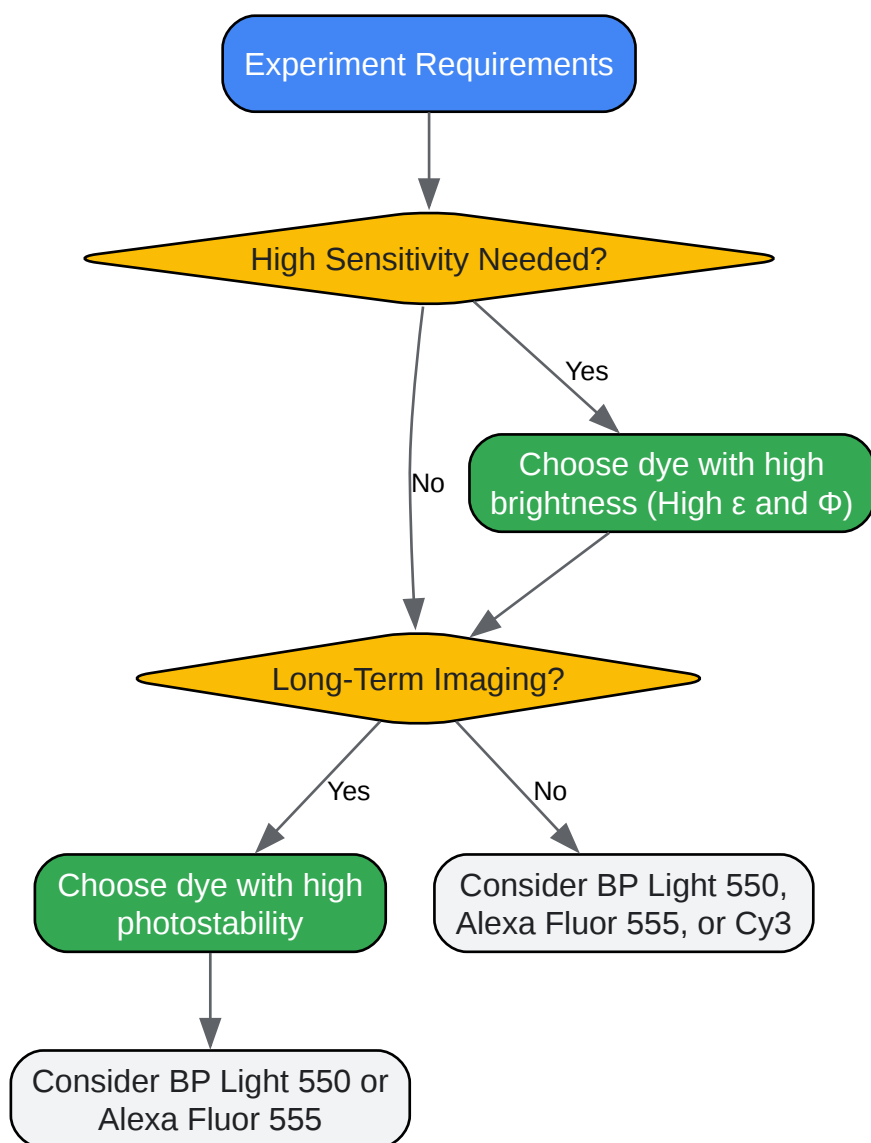 Experiment Requirements
High Sensitivity Needed?
Yes
Choose dye with high
brightness (High ε and Φ)
No
Long-Term Imaging?
Yes
No
Choose dye with high
photostability
Consider BP Light 550,
Alexa Fluor 555, or Cy3
Consider BP Light 550 or
Alexa Fluor 555